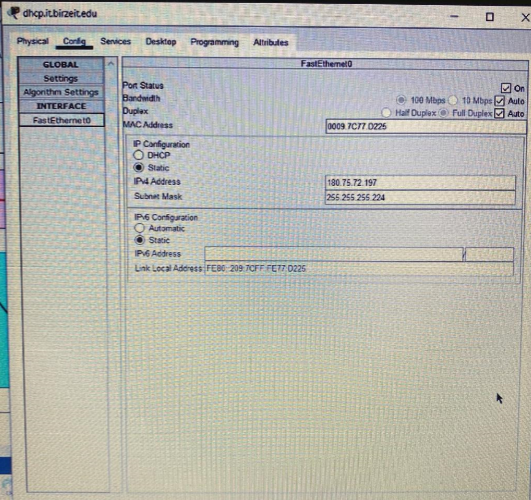 dhcp.it.birzeit.edu
Physical Config Services Desktop Programming Attributes
GLOBAL
Settings
Algorithm Settings
INTERFACE
FastEthernet0
FastEthernet0
Port Status On
Bandwidth 100 Mbps 10 Mbps Auto
Duplex Half Duplex Full Duplex Auto
MAC Address 0009.7C77.D225
IP Configuration
DHCP
Static
IPv4 Address 180.75.72.197
Subnet Mask 255.255.255.224
IPv6 Configuration
Automatic
Static
IPv6 Address /
Link Local Address: FE80::209:7CFF:FE77:D225